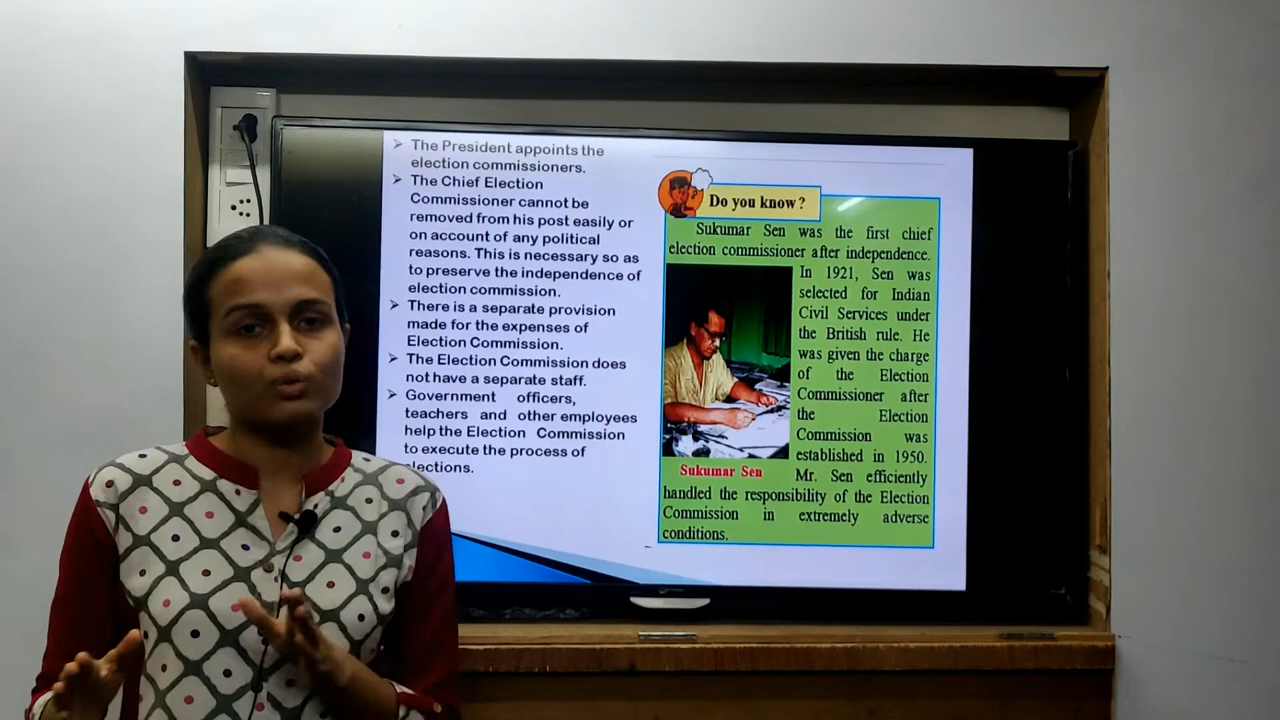 ➢ The President appoints the
election commissioners.
➢ The Chief Election
Commissioner cannot be
removed from his post easily or
on account of any political
reasons. This is necessary so as
to preserve the independence of
election commission.
➢ There is a separate provision
made for the expenses of
Election Commission.
➢ The Election Commission does
not have a separate staff.
➢ Government officers,
teachers and other employees
help the Election Commission
to execute the process of
elections.
Do you know?
Sukumar Sen was the first chief
election commissioner after independence.
In 1921, Sen was
selected for Indian
Civil Services under
the British rule. He
was given the charge
of the Election
Commissioner after
the Election
Commission was
established in 1950.
Sukumar Sen
Mr. Sen efficiently
handled the responsibility of the Election
Commission in extremely adverse
conditions.